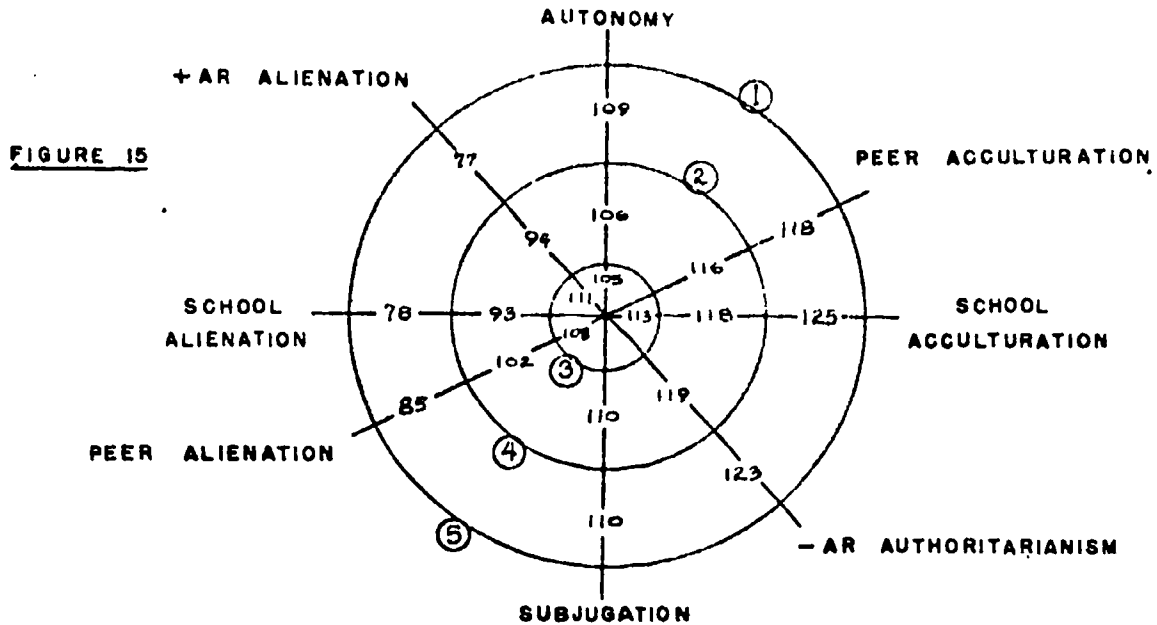 AUTONOMY
+AR ALIENATION
①
109
FIGURE 15
77
PEER ACCULTURATION
②
118
106
94
116
105
111
SCHOOL
ALIENATION
78
93
113
118
125
SCHOOL
ACCULTURATION
108
102
③
119
85
110
PEER ALIENATION
④
123
110
⑤
-AR AUTHORITARIANISM
SUBJUGATION